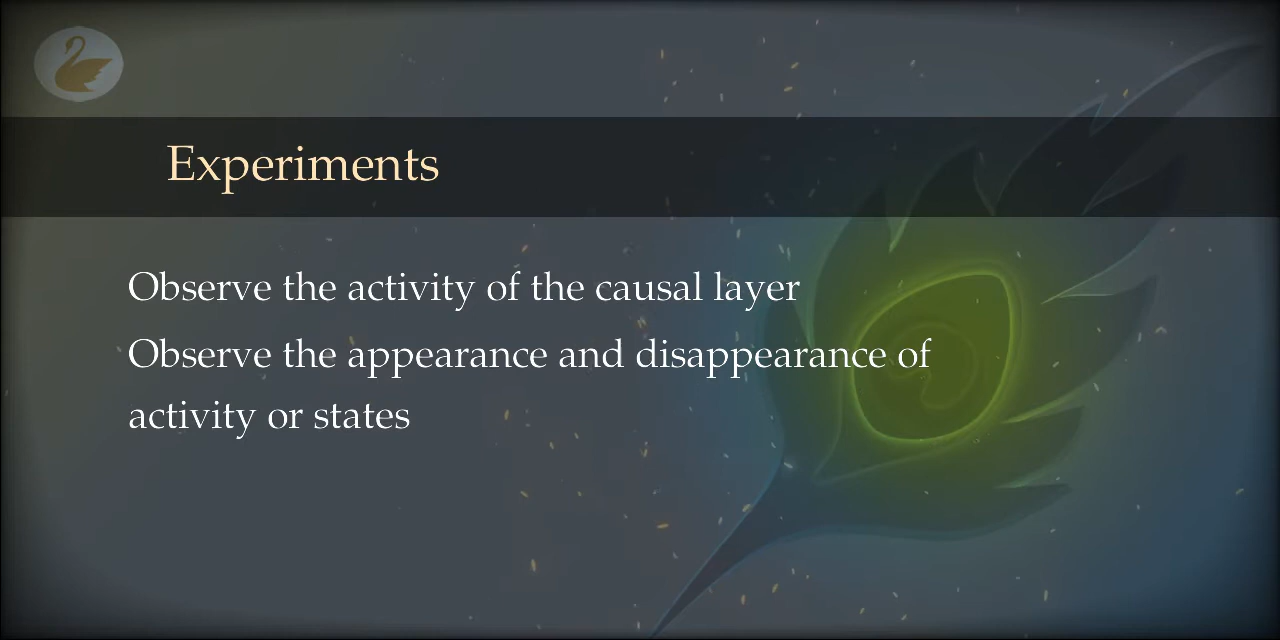 Experiments
Observe the activity of the causal layer
Observe the appearance and disappearance of
activity or states